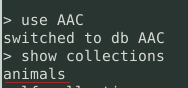 > use AAC
switched to db AAC
> show collections
animals